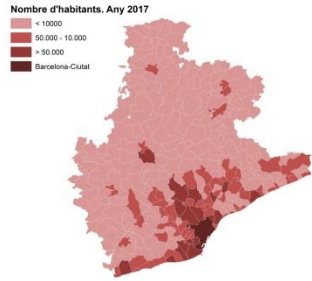 Nombre d'habitants. Any 2017
< 10000
50.000 - 10.000
> 50.000
Barcelona-Ciutat